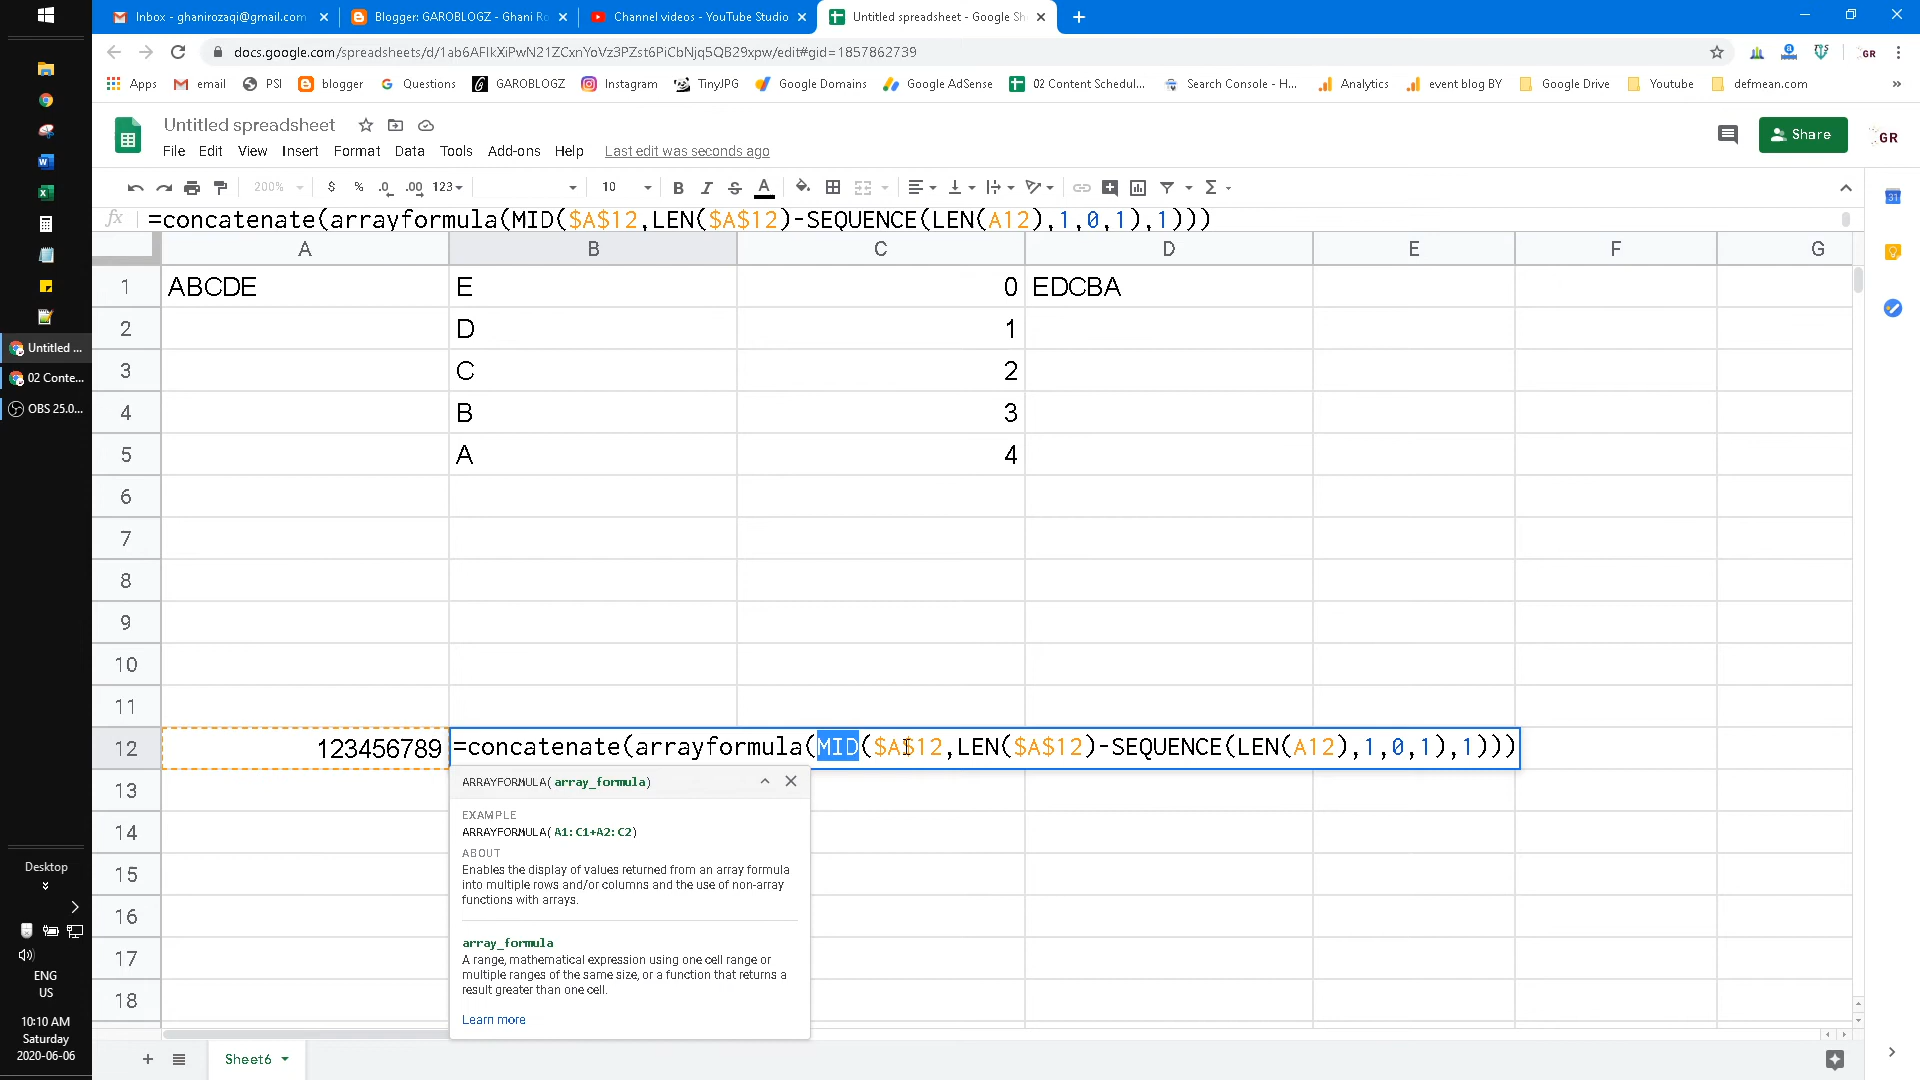 Inbox - ghanirozaqi@gmail.com
Blogger: GAROBLOGZ - Ghani Ro
Channel videos - YouTube Studio
Untitled spreadsheet - Google Sh
docs.google.com/spreadsheets/d/1ab6AFlkXiPwN21ZCxnYoVz3PZst6PiCbNjq5QB29xpw/edit#gid=1857862739
Apps
email
PSI
blogger
Questions
GAROBLOGZ
Instagram
TinyJPG
Google Domains
Google AdSense
02 Content Schedul...
Search Console - H...
Analytics
event blog BY
Google Drive
Youtube
defmean.com
Untitled spreadsheet
File Edit View Insert Format Data Tools Add-ons Help Last edit was seconds ago
Share
GR
200% $ % .0 .00 123 10 B I S A
fx =concatenate(arrayformula(MID($A$12,LEN($A$12)-SEQUENCE(LEN(A12),1,0,1),1)))
A B C D E F G
1 ABCDE E 0 EDCBA
2 D 1
3 C 2
4 B 3
5 A 4
6
7
8
9
10
11
12 123456789 =concatenate(arrayformula(MID($A$12,LEN($A$12)-SEQUENCE(LEN(A12),1,0,1),1)))
13
14
15
16
17
18
ARRAYFORMULA(array_formula)
EXAMPLE
ARRAYFORMULA(A1:C1+A2:C2)
ABOUT
Enables the display of values returned from an array formula
into multiple rows and/or columns and the use of non-array
functions with arrays.
array_formula
A range, mathematical expression using one cell range or
multiple ranges of the same size, or a function that returns a
result greater than one cell.
Learn more
Sheet6
Untitled ...
02 Conte...
OBS 25.0...
Desktop
ENG
US
10:10 AM
Saturday
2020-06-06